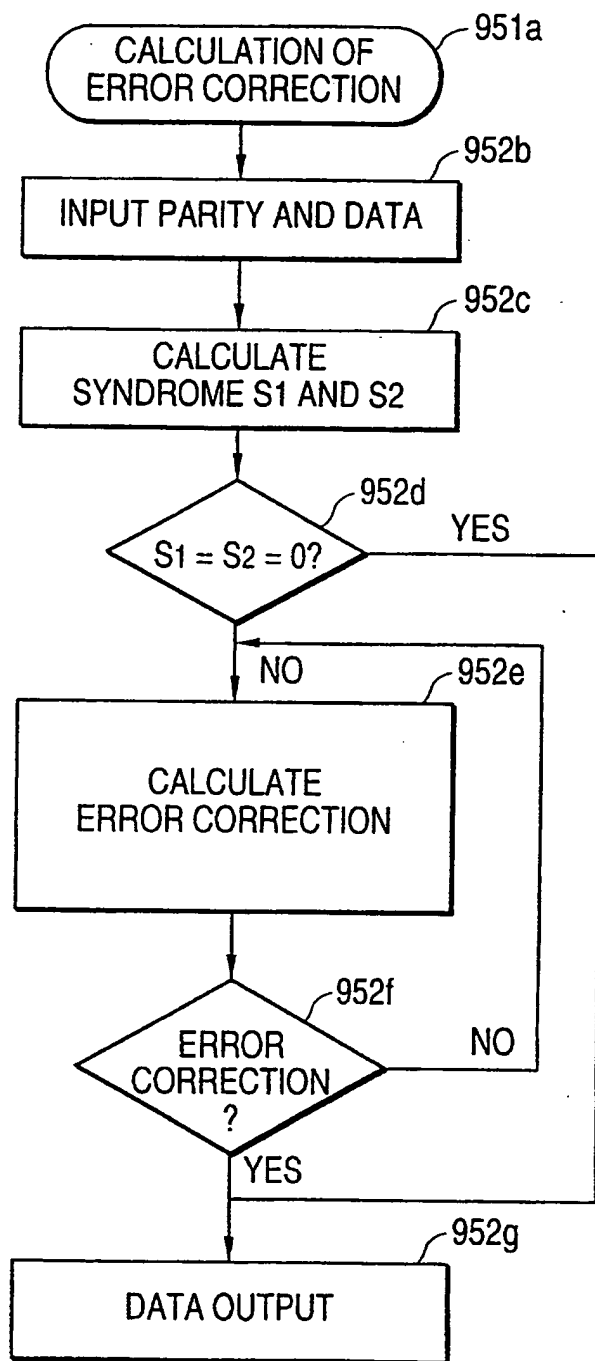 951a
CALCULATION OF
ERROR CORRECTION
952b
INPUT PARITY AND DATA
952c
CALCULATE
SYNDROME S1 AND S2
952d
S1 = S2 = 0?
YES
NO
952e
CALCULATE
ERROR CORRECTION
952f
ERROR
CORRECTION
?
NO
YES
952g
DATA OUTPUT